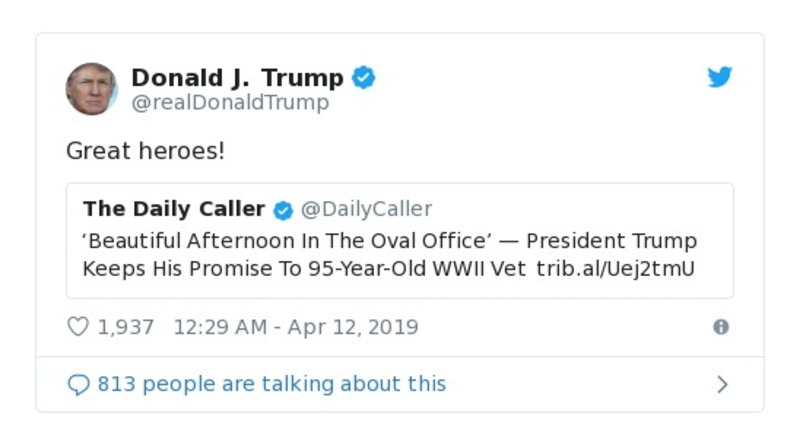 Donald J. Trump
@realDonaldTrump
Great heroes!
The Daily Caller @DailyCaller
‘Beautiful Afternoon In The Oval Office’ — President Trump
Keeps His Promise To 95-Year-Old WWII Vet trib.al/Uej2tmU
1,937 12:29 AM - Apr 12, 2019
813 people are talking about this